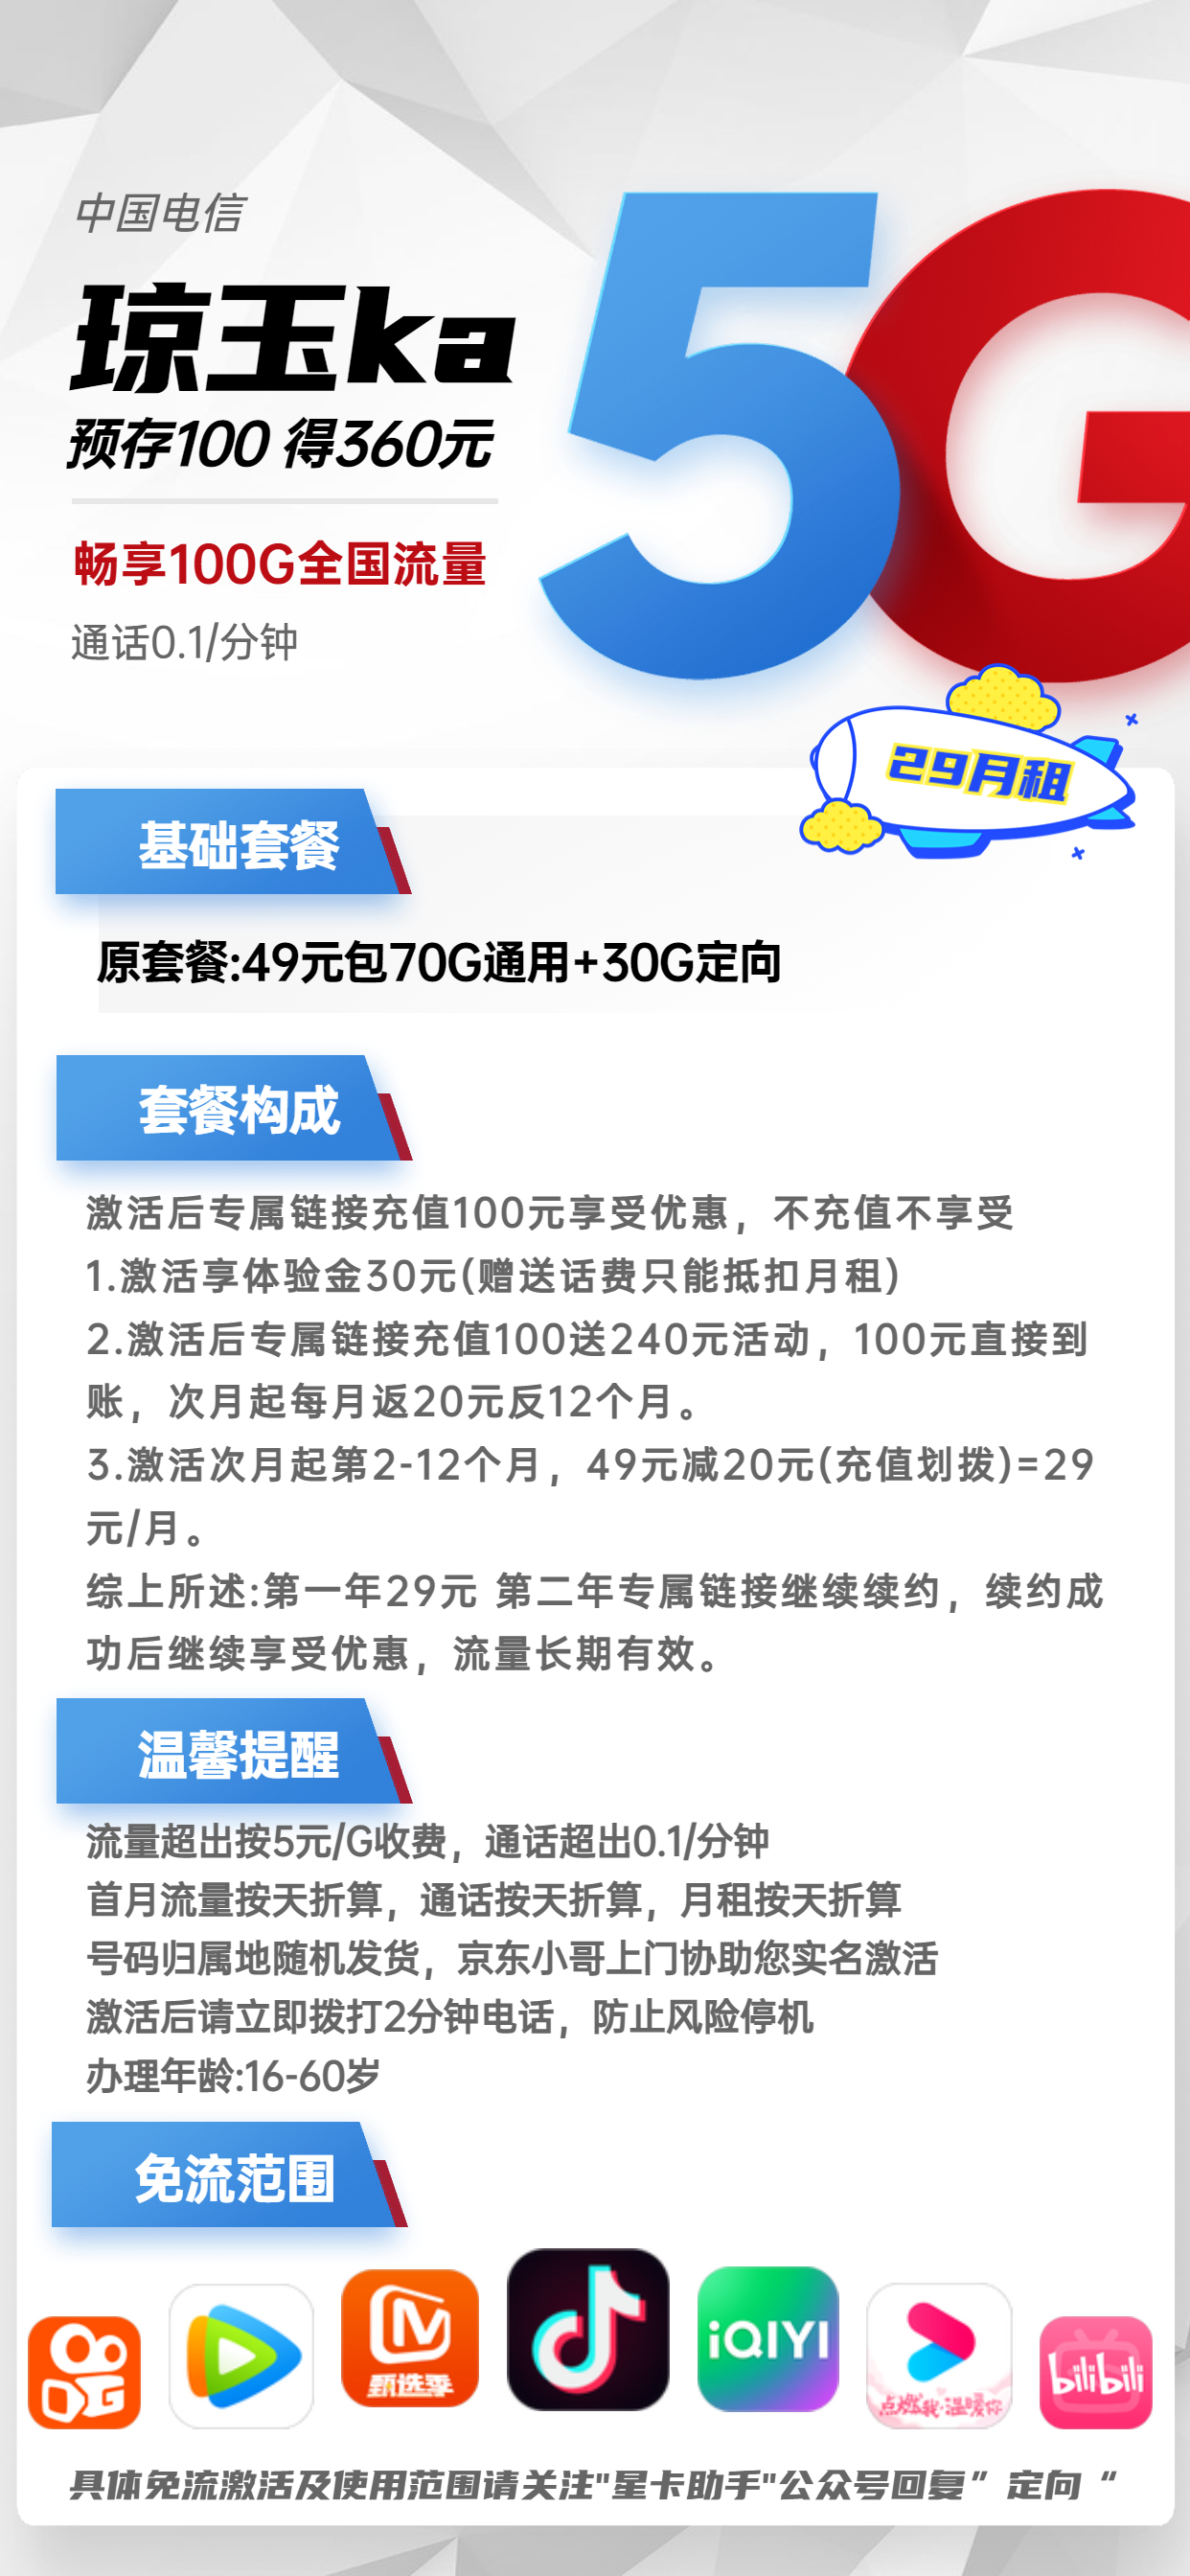 中国电信
琼玉ka
预存100 得360元
畅享100G全国流量
通话0.1/分钟
5G
29月租
基础套餐
原套餐:49元包70G通用+30G定向
套餐构成
激活后专属链接充值100元享受优惠，不充值不享受
1.激活享体验金30元(赠送话费只能抵扣月租)
2.激活后专属链接充值100送240元活动，100元直接到
账，次月起每月返20元反12个月。
3.激活次月起第2-12个月，49元减20元(充值划拨)=29
元/月。
综上所述:第一年29元 第二年专属链接继续续约，续约成
功后继续享受优惠，流量长期有效。
温馨提醒
流量超出按5元/G收费，通话超出0.1/分钟
首月流量按天折算，通话按天折算，月租按天折算
号码归属地随机发货，京东小哥上门协助您实名激活
激活后请立即拨打2分钟电话，防止风险停机
办理年龄:16-60岁
免流范围
甄选季
iQIYI
点燃我·温暖你
bilibili
具体免流激活及使用范围请关注"星卡助手"公众号回复”定向“